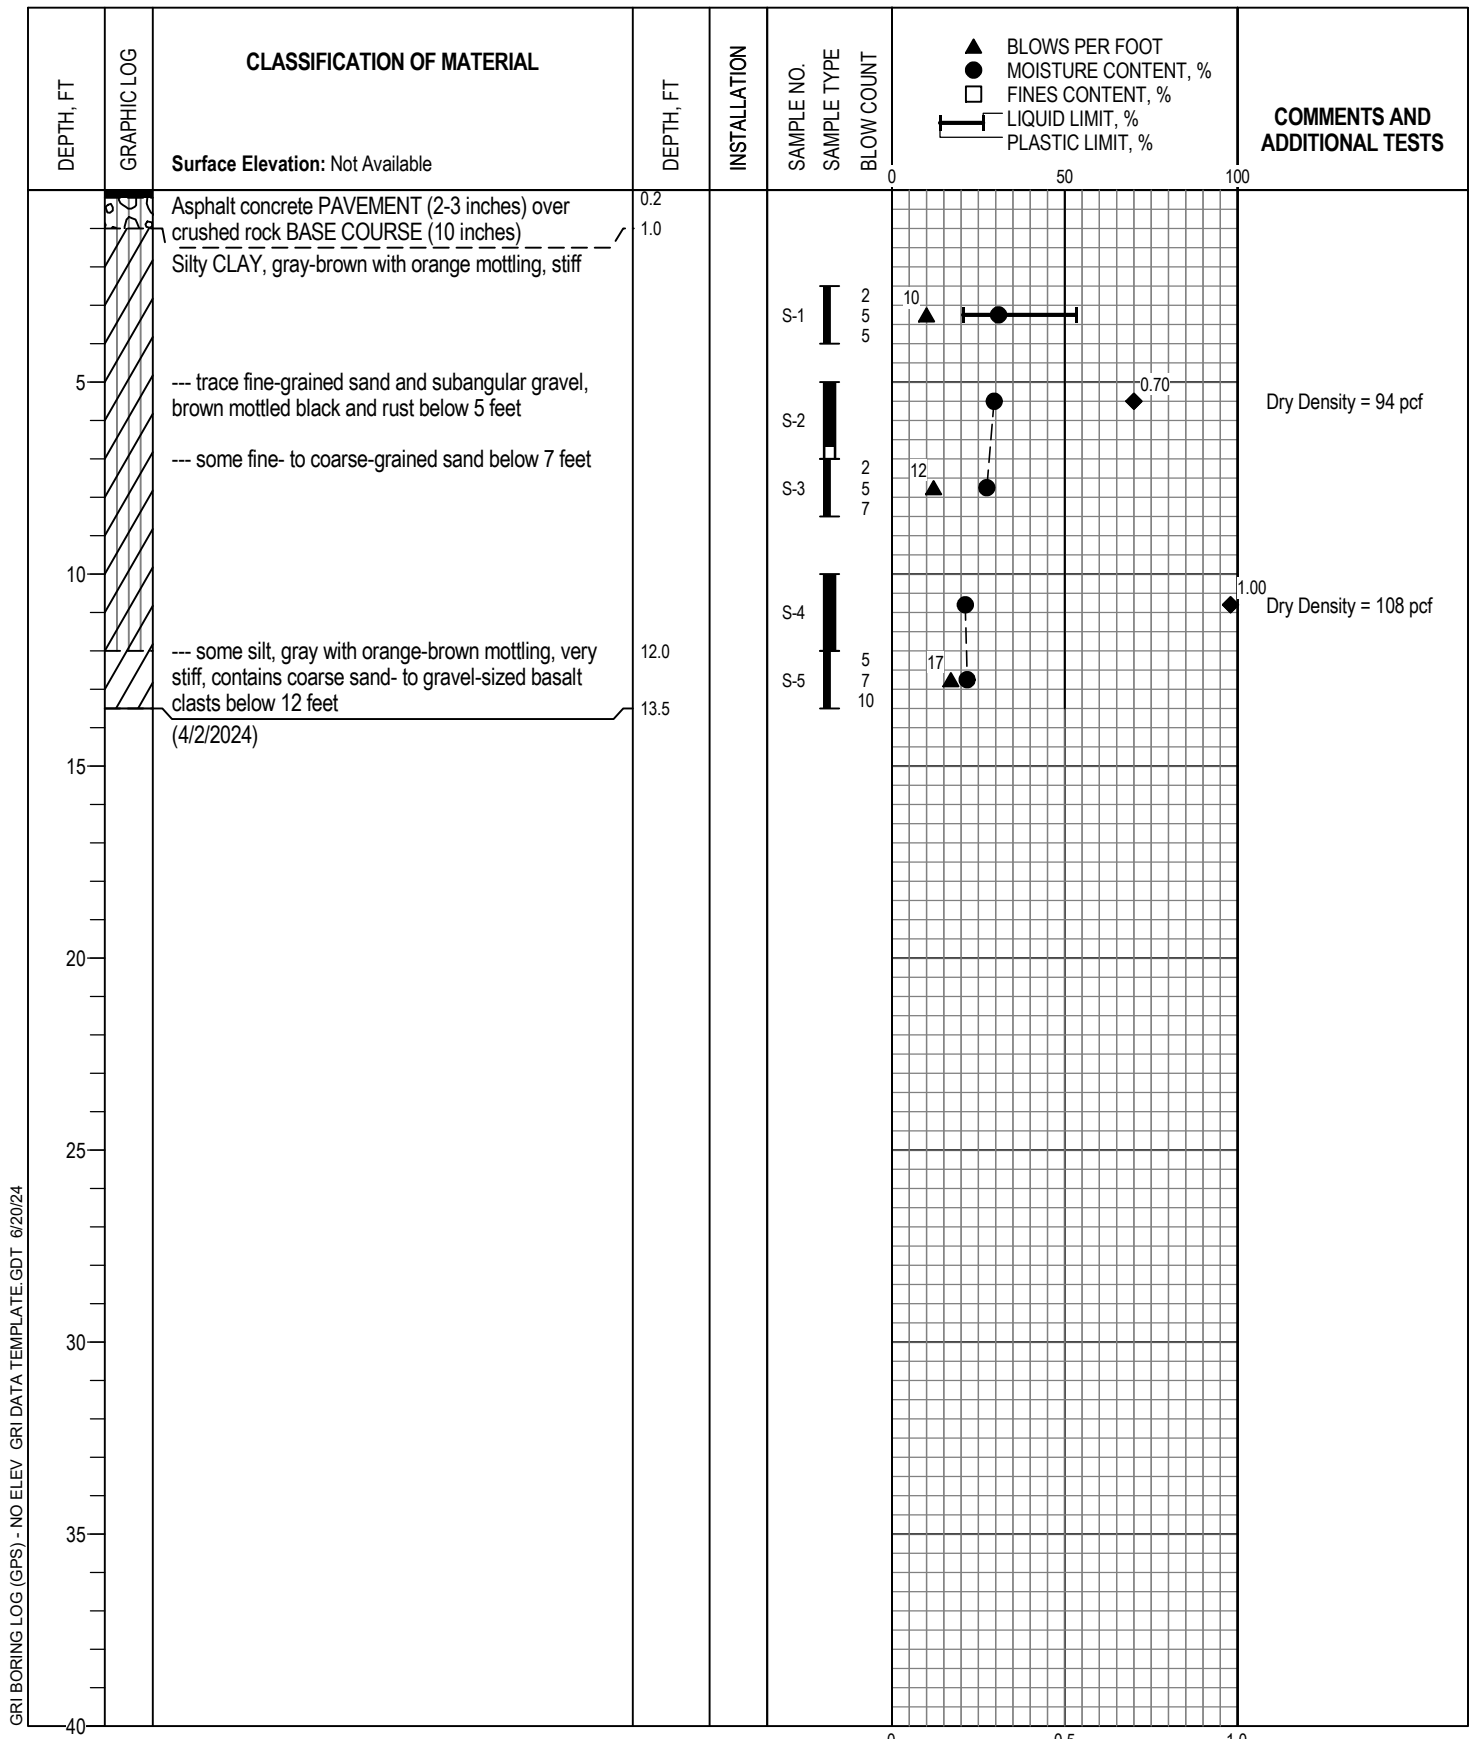 DEPTH, FT
GRAPHIC LOG
CLASSIFICATION OF MATERIAL
Surface Elevation: Not Available
DEPTH, FT
INSTALLATION
SAMPLE NO.
SAMPLE TYPE
BLOW COUNT
BLOWS PER FOOT
MOISTURE CONTENT, %
FINES CONTENT, %
LIQUID LIMIT, %
PLASTIC LIMIT, %
0 50 100
COMMENTS AND
ADDITIONAL TESTS
Asphalt concrete PAVEMENT (2-3 inches) over
crushed rock BASE COURSE (10 inches)
0.2
1.0
Silty CLAY, gray-brown with orange mottling, stiff
S-1
2
5
5
10
5
--- trace fine-grained sand and subangular gravel,
brown mottled black and rust below 5 feet
S-2
0.70
Dry Density = 94 pcf
--- some fine- to coarse-grained sand below 7 feet
S-3
2
5
7
12
10
S-4
1.00
Dry Density = 108 pcf
--- some silt, gray with orange-brown mottling, very
stiff, contains coarse sand- to gravel-sized basalt
clasts below 12 feet
12.0
13.5
S-5
5
7
10
17
(4/2/2024)
15
20
25
30
35
40
0 0.5 1.0
GRI BORING LOG (GPS) - NO ELEV GRI DATA TEMPLATE.GDT 6/20/24